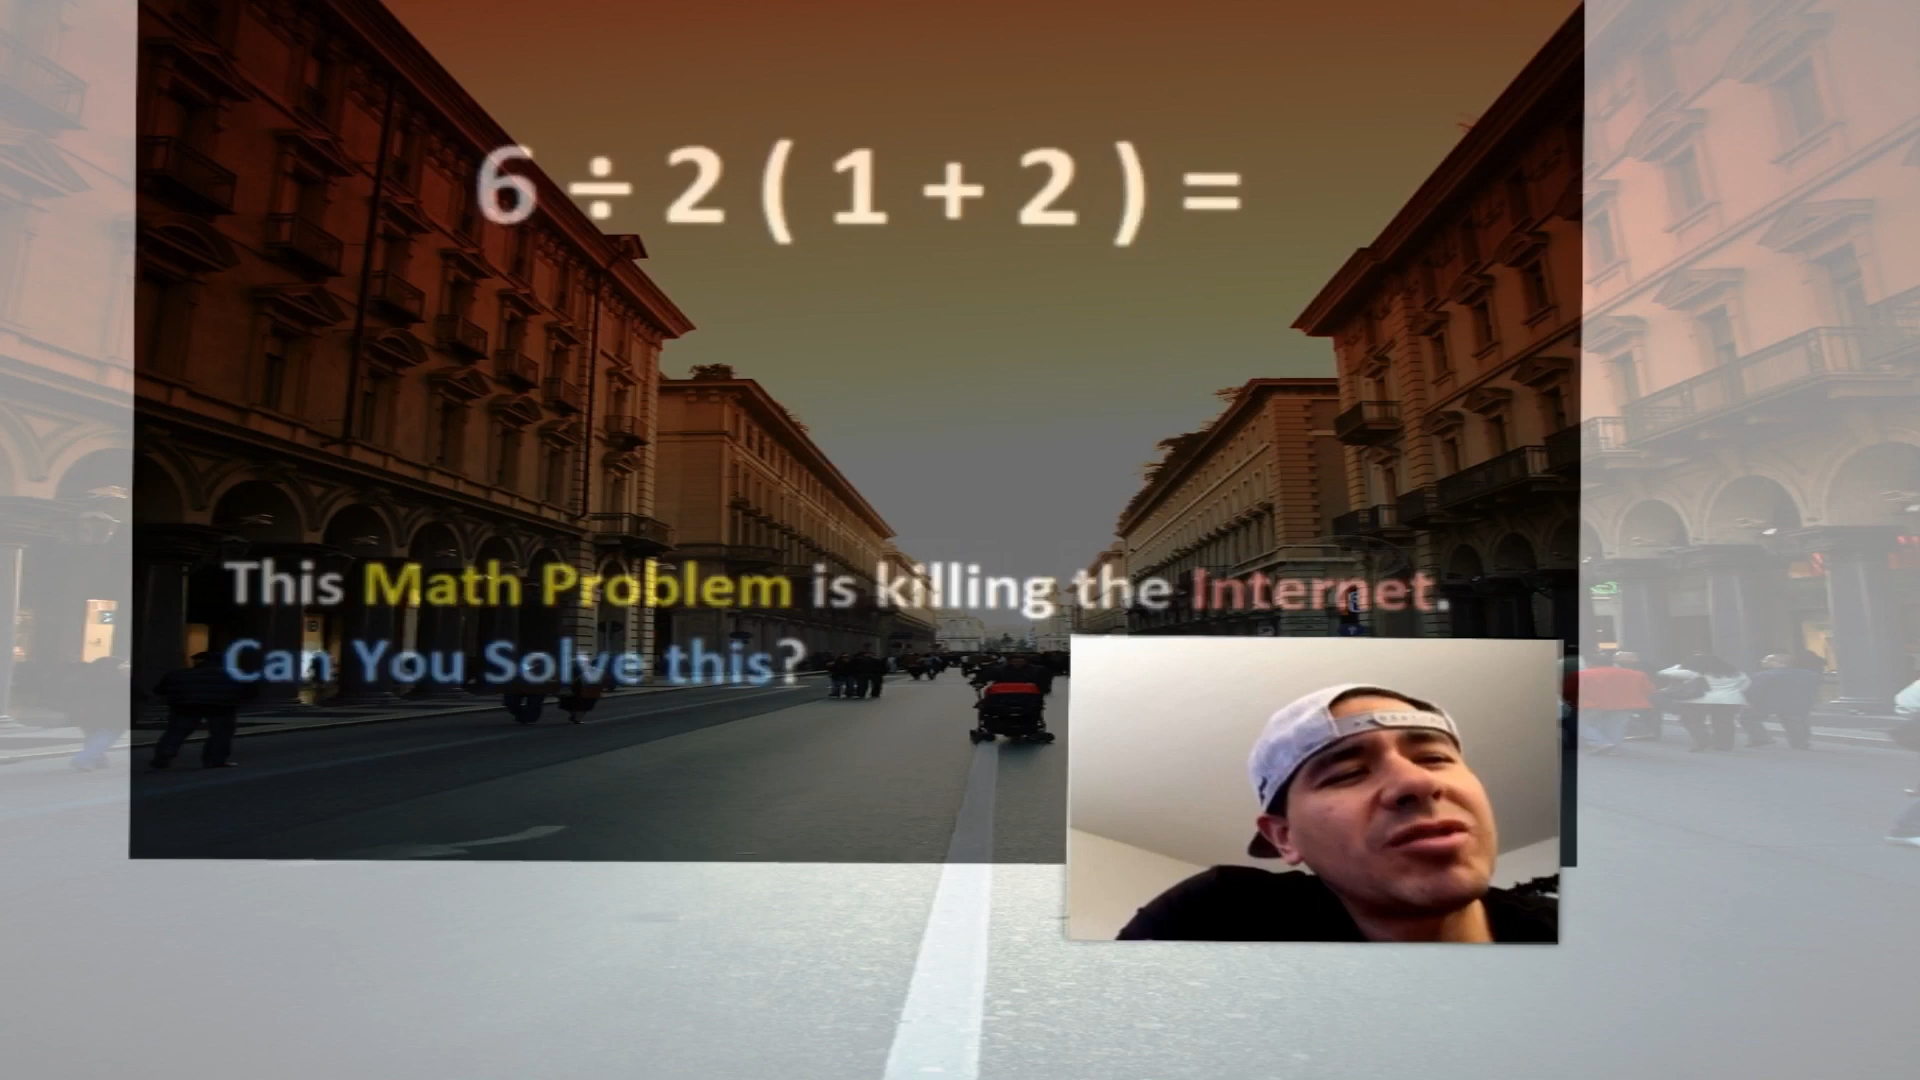 6 ÷ 2 ( 1 + 2 ) =
This Math Problem is killing the Internet.
Can You Solve this?